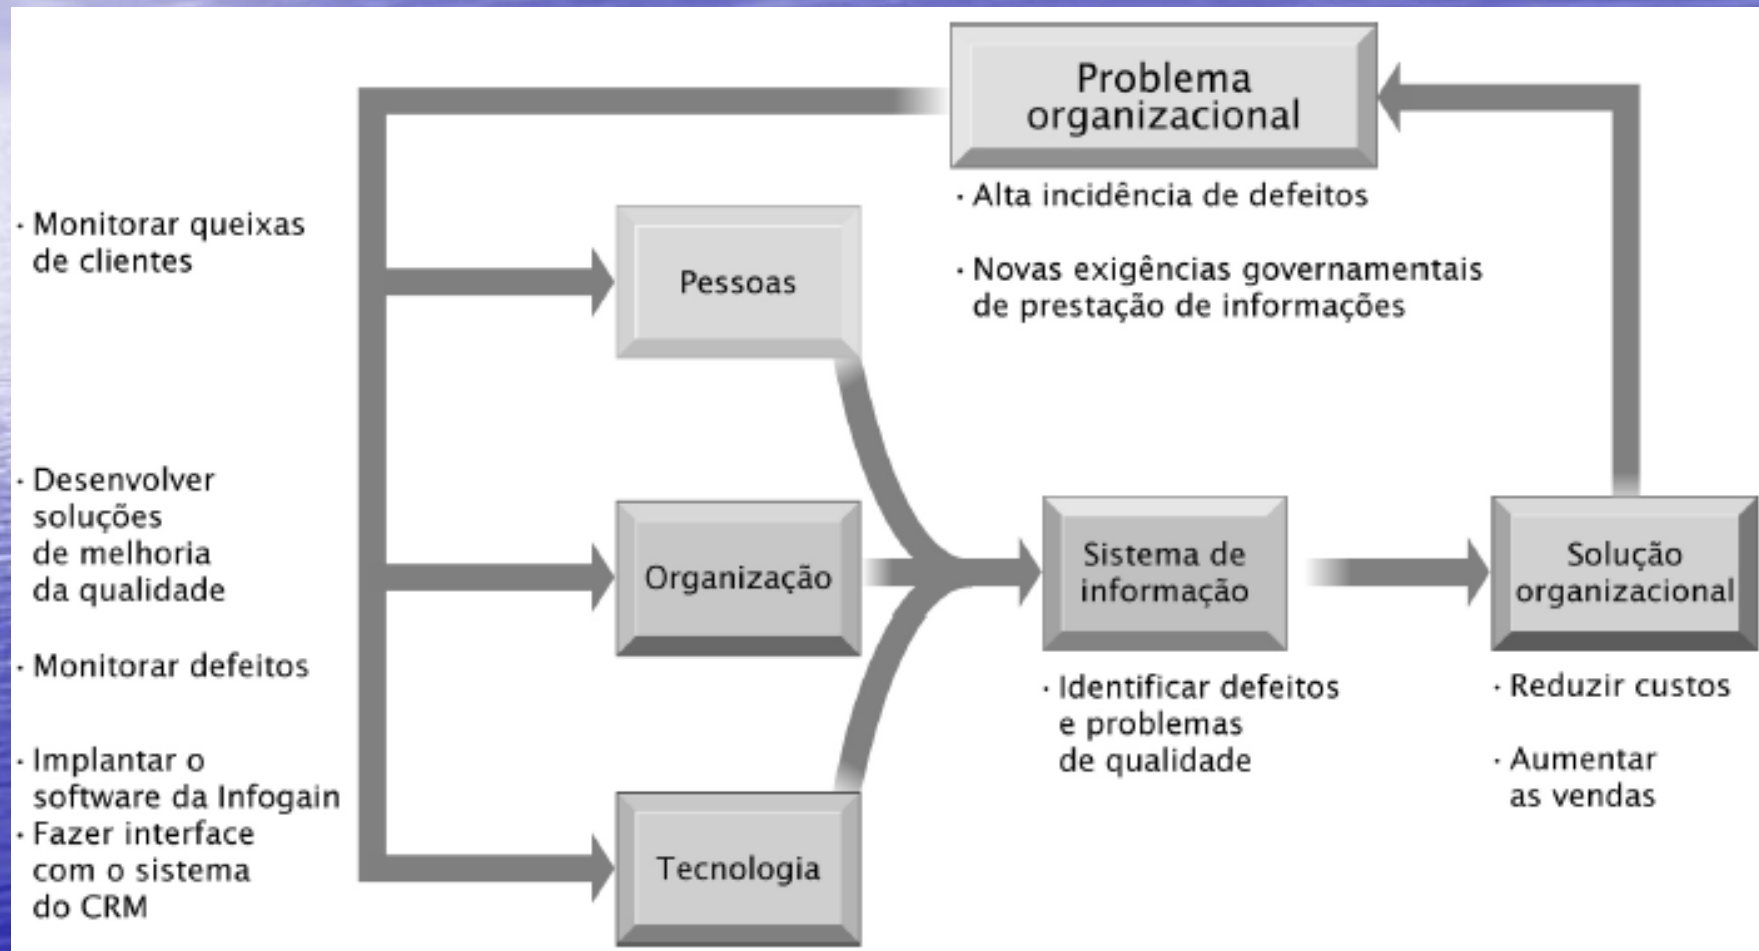 Problema
organizacional
· Alta incidência de defeitos
· Novas exigências governamentais
de prestação de informações
· Monitorar queixas
de clientes
Pessoas
· Desenvolver
soluções
de melhoria
da qualidade
· Monitorar defeitos
Organização
· Implantar o
software da Infogain
· Fazer interface
com o sistema
do CRM
Tecnologia
Sistema de
informação
· Identificar defeitos
e problemas
de qualidade
Solução
organizacional
· Reduzir custos
· Aumentar
as vendas